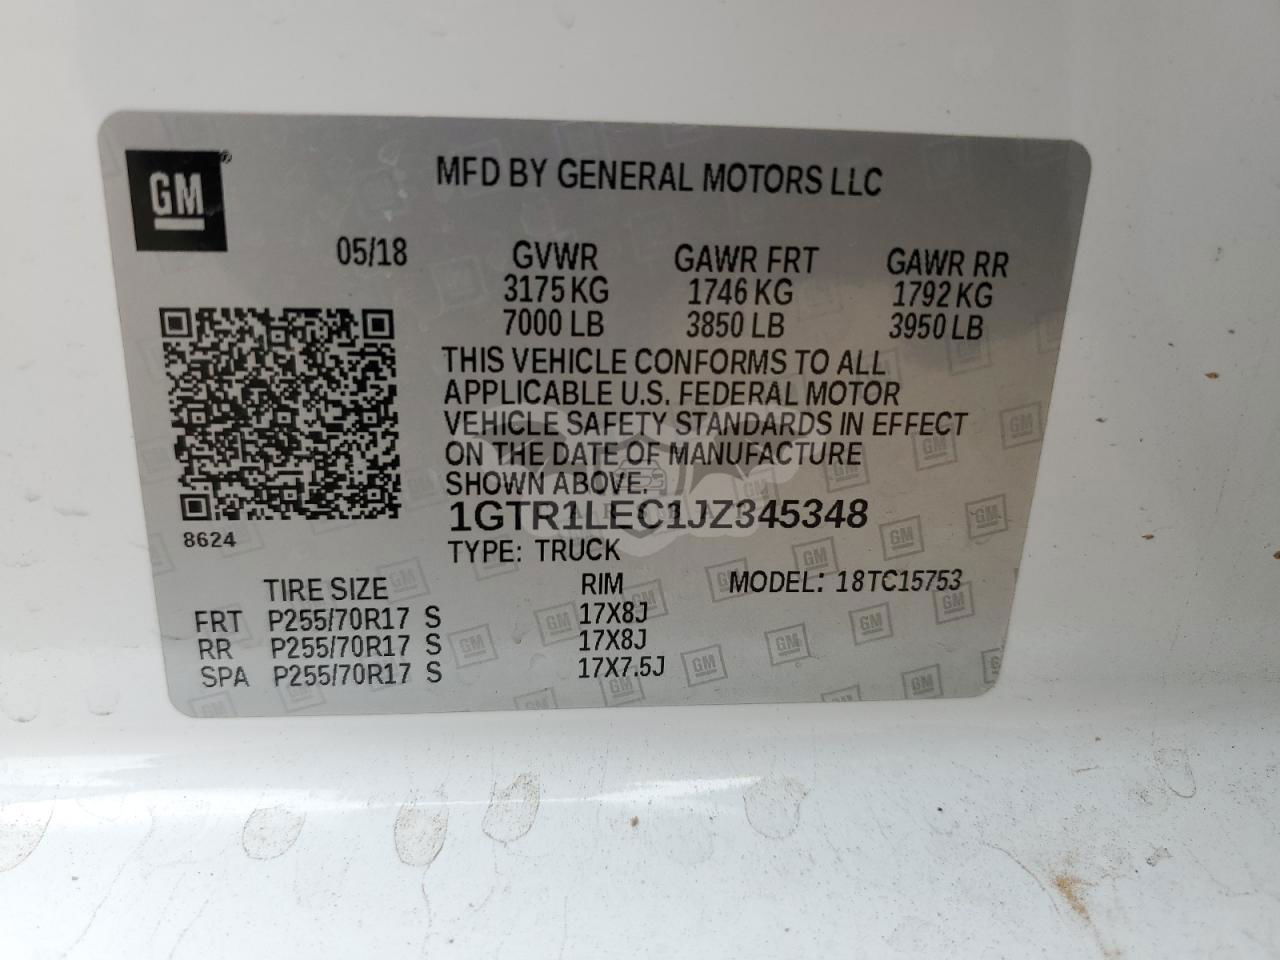 GM®
MFD BY GENERAL MOTORS LLC
05/18 GVWR GAWR FRT GAWR RR
3175 KG 1746 KG 1792 KG
7000 LB 3850 LB 3950 LB
THIS VEHICLE CONFORMS TO ALL
APPLICABLE U.S. FEDERAL MOTOR
VEHICLE SAFETY STANDARDS IN EFFECT
ON THE DATE OF MANUFACTURE
SHOWN ABOVE.
1GTR1LEC1JZ345348
8624
TYPE: TRUCK
TIRE SIZE RIM MODEL: 18TC15753
FRT P255/70R17 S 17X8J
RR P255/70R17 S 17X8J
SPA P255/70R17 S 17X7.5J